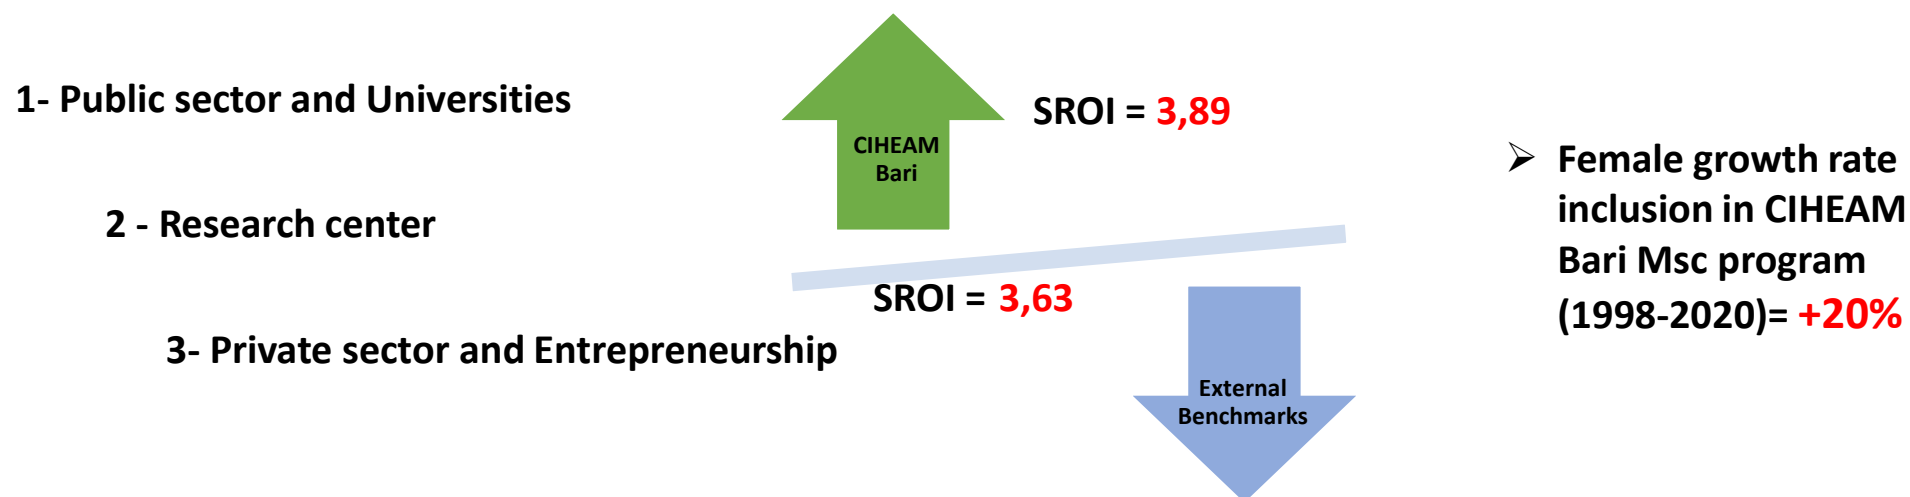 1- Public sector and Universities
2 - Research center
3- Private sector and Entrepreneurship
CIHEAM
Bari
SROI = 3,89
SROI = 3,63
External
Benchmarks
➢ Female growth rate
inclusion in CIHEAM
Bari Msc program
(1998-2020)= +20%